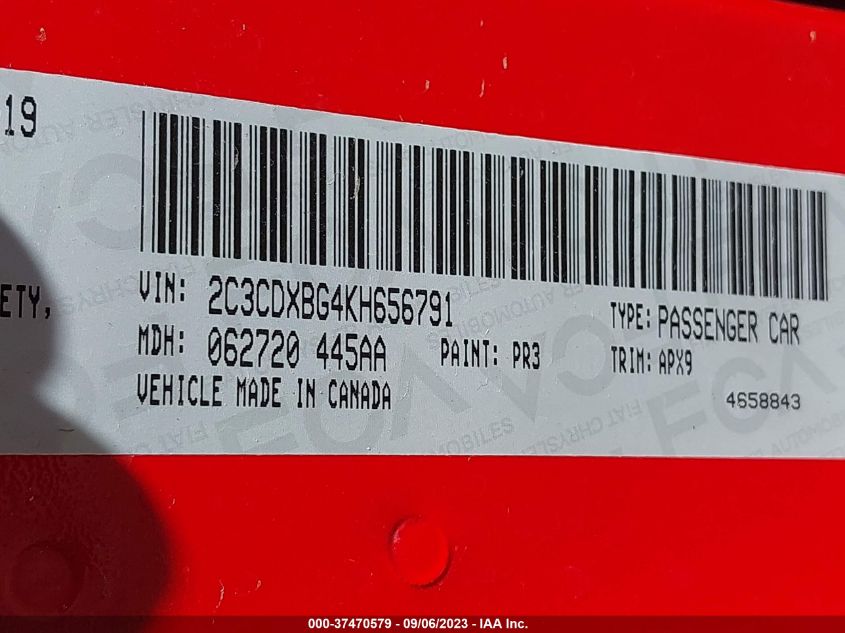 19
ETY,
VIN: 2C3CDXBG4KH656791
TYPE: PASSENGER CAR
MDH: 062720 445AA
PAINT: PR3
TRIM: APX9
VEHICLE MADE IN CANADA
4658843
000-37470579 - 09/06/2023 - IAA Inc.